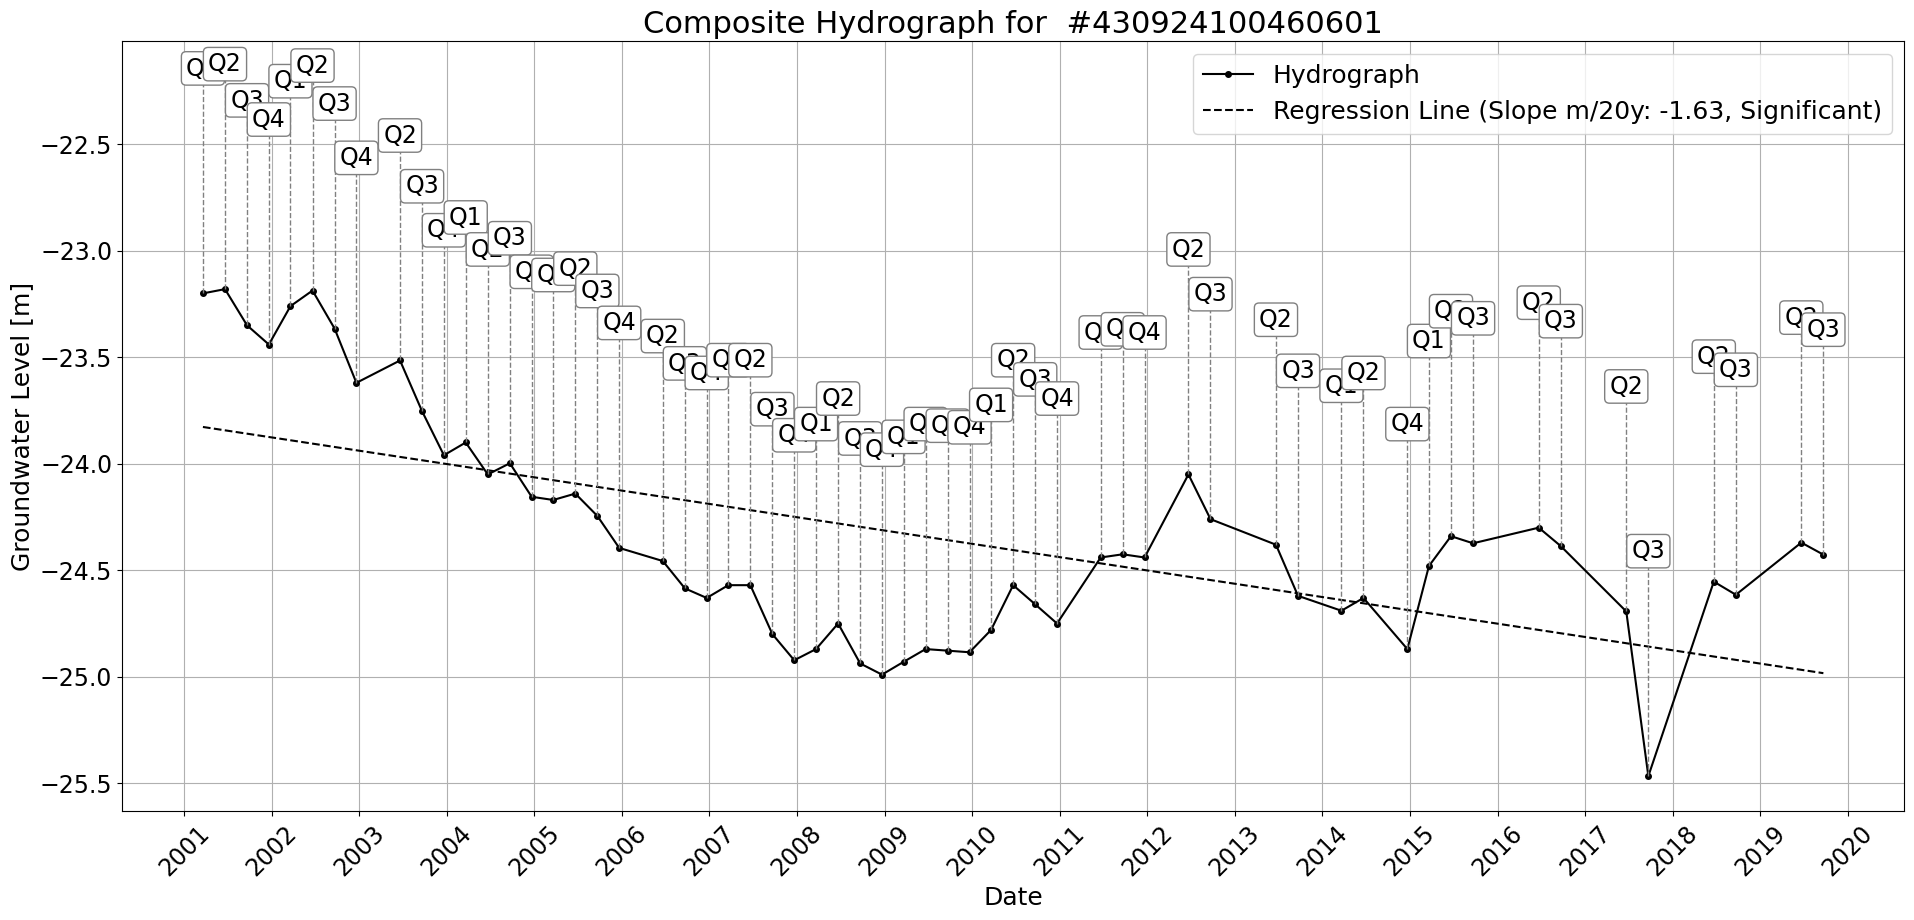 Composite Hydrograph for #430924100460601
Hydrograph
Regression Line (Slope m/20y: -1.63, Significant)
Groundwater Level [m]
−22.5
−23.0
−23.5
−24.0
−24.5
−25.0
−25.5
Q2
Q3
Q4
Q1
Q2
Q3
Q4
Q2
Q3
Q1
Q3
Q2
Q3
Q4
Q2
Q2
Q3
Q1
Q2
Q4
Q1
Q2
Q3
Q4
Q4
Q2
Q3
Q2
Q3
Q2
Q4
Q1
Q3
Q2
Q3
Q2
Q3
Q3
Q3
2001
2002
2003
2004
2005
2006
2007
2008
2009
2010
2011
2012
2013
2014
2015
2016
2017
2018
2019
2020
Date